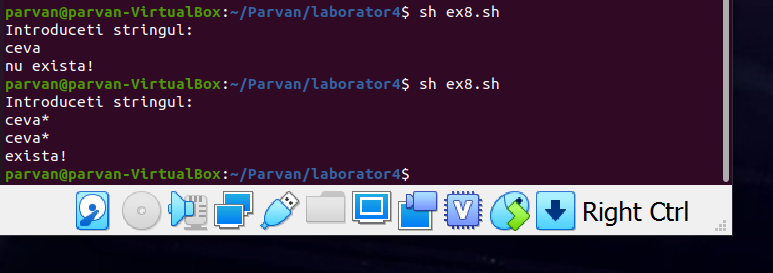 parvan@parvan-VirtualBox:~/Parvan/laborator4$ sh ex8.sh
Introduceti stringul:
ceva
nu exista!
parvan@parvan-VirtualBox:~/Parvan/laborator4$ sh ex8.sh
Introduceti stringul:
ceva*
ceva*
exista!
parvan@parvan-VirtualBox:~/Parvan/laborator4$
V
Right Ctrl